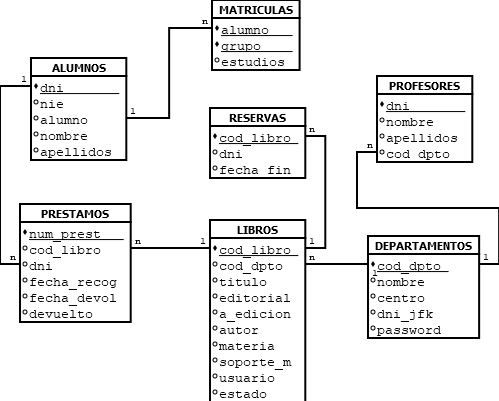 MATRICULAS
alumno
grupo
estudios
n
ALUMNOS
dni
nie
alumno
nombre
apellidos
1
1
PROFESORES
dni
nombre
apellidos
cod_dpto
n
RESERVAS
cod_libro
dni
fecha_fin
n
PRESTAMOS
num_prest
cod_libro
dni
fecha_recog
fecha_devol
devuelto
n
n
LIBROS
cod_libro
cod_dpto
titulo
editorial
a_edicion
autor
materia
soporte_m
usuario
estado
1
1
n
DEPARTAMENTOS
cod_dpto
nombre
centro
dni_jfk
password
1
1